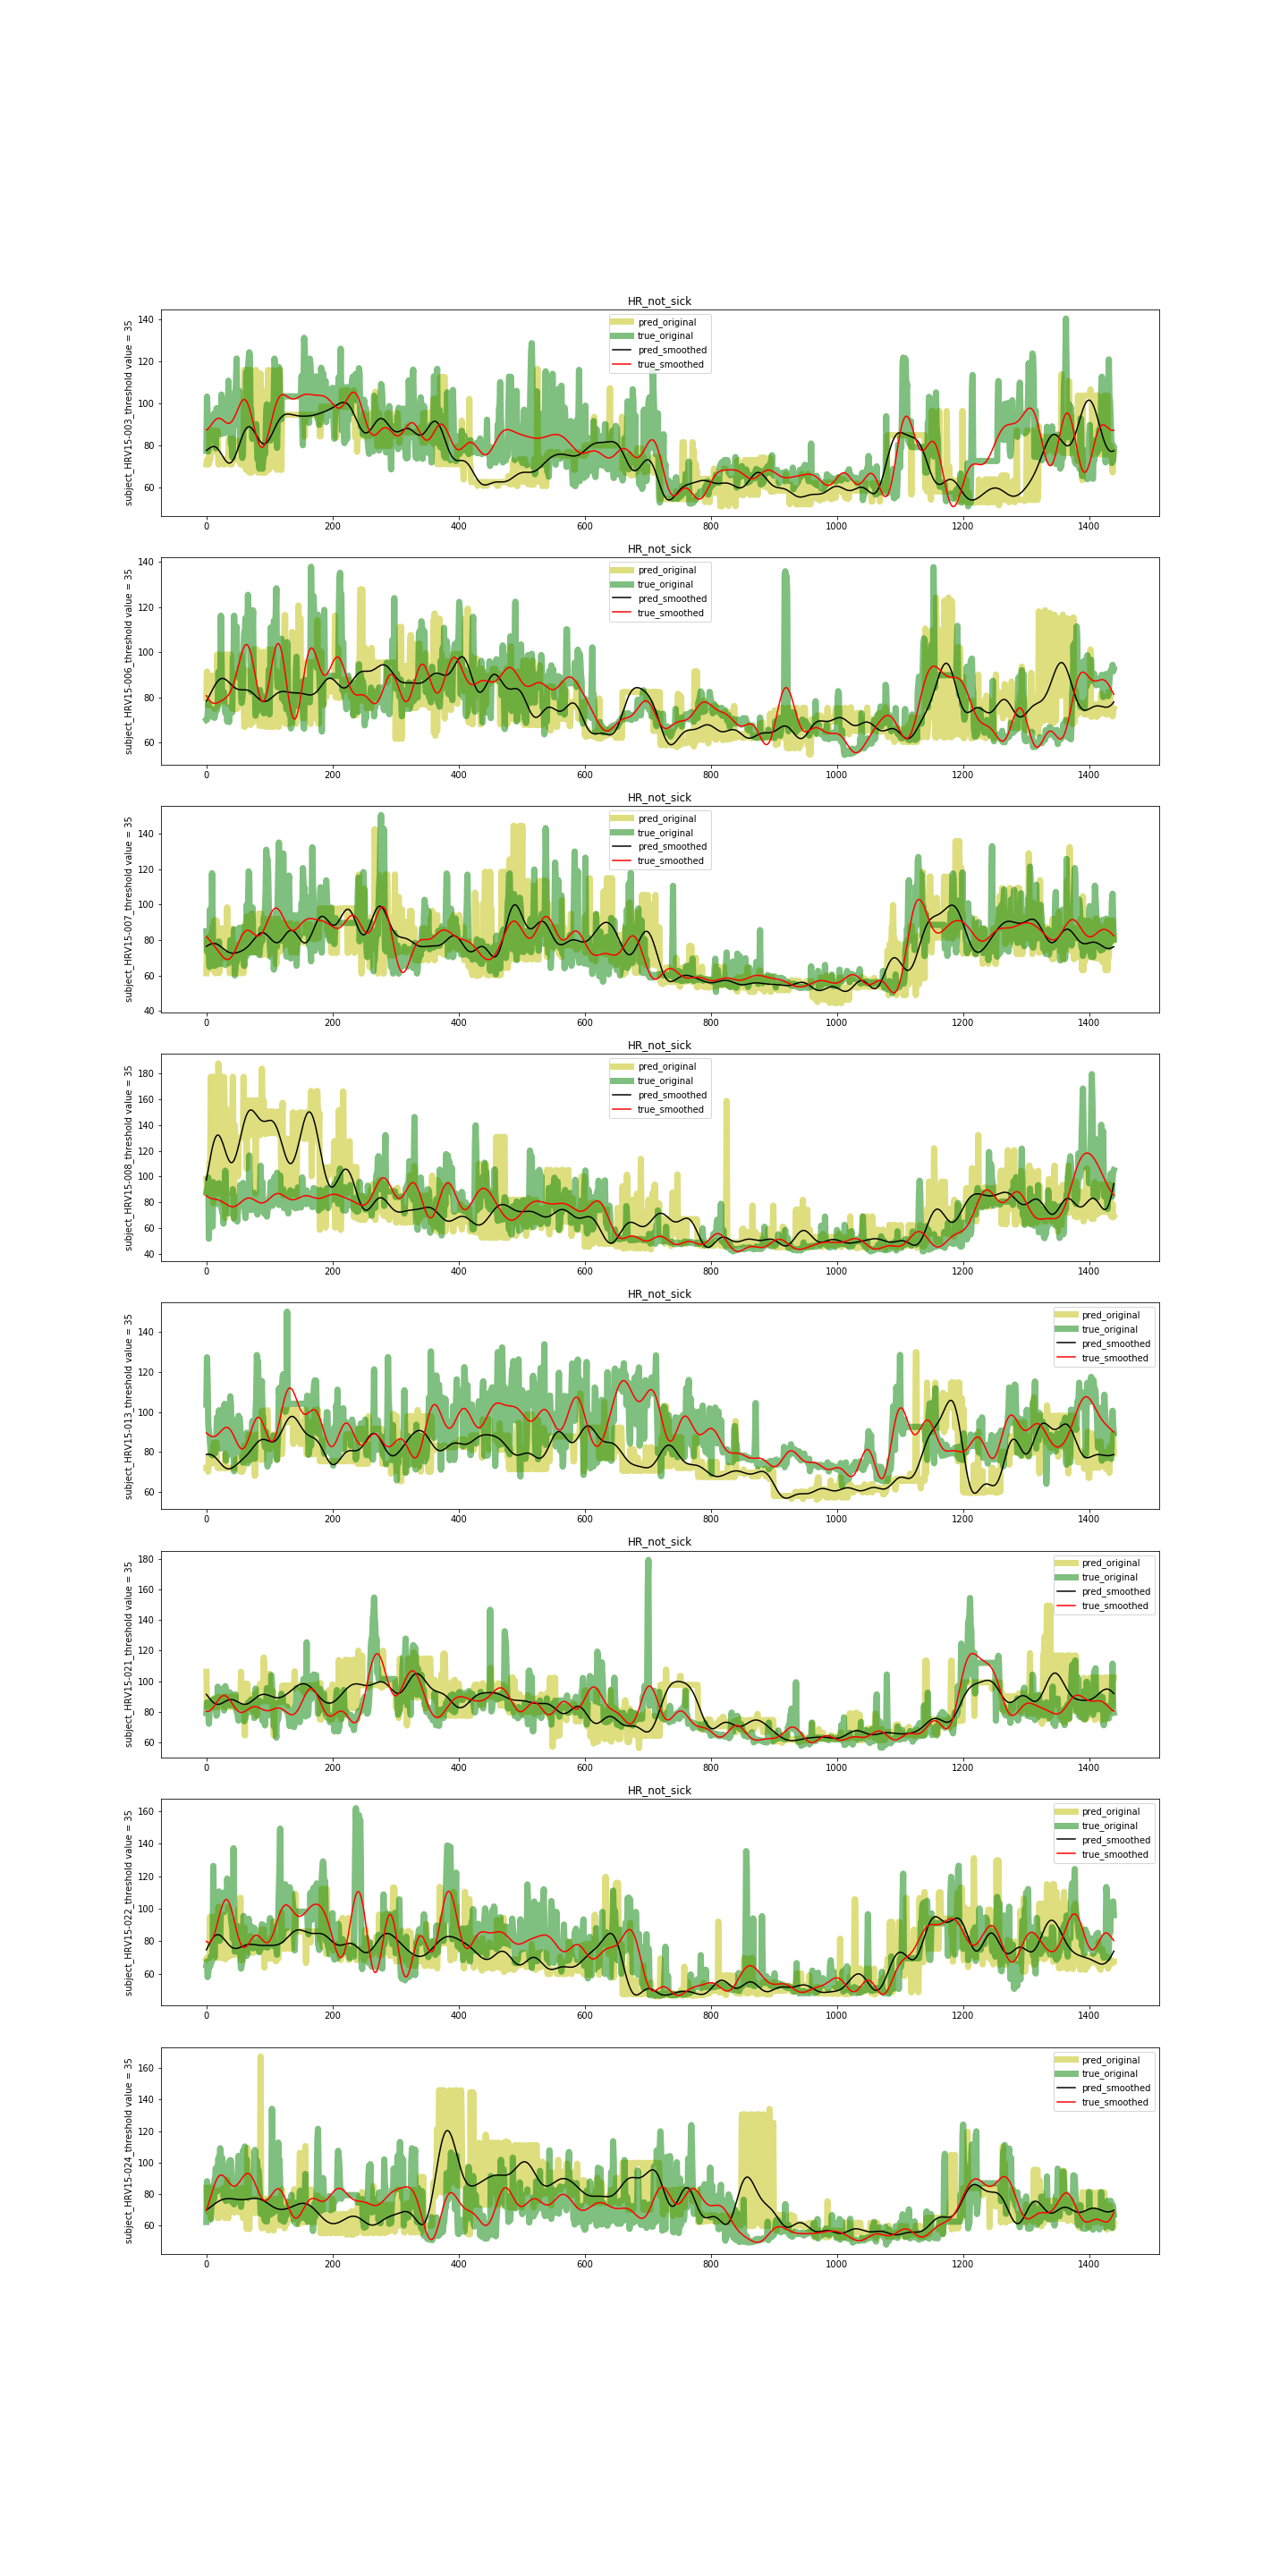 HR_not_sick
subject_HRV15-003_threshold value = 35
140
120
100
80
60
pred_original
true_original
pred_smoothed
true_smoothed
0 200 400 600 800 1000 1200 1400
HR_not_sick
subject_HRV15-006_threshold value = 35
140
120
100
80
60
pred_original
true_original
pred_smoothed
true_smoothed
0 200 400 600 800 1000 1200 1400
HR_not_sick
subject_HRV15-007_threshold value = 35
140
120
100
80
60
40
pred_original
true_original
pred_smoothed
true_smoothed
0 200 400 600 800 1000 1200 1400
HR_not_sick
subject_HRV15-008_threshold value = 35
180
160
140
120
100
80
60
40
pred_original
true_original
pred_smoothed
true_smoothed
0 200 400 600 800 1000 1200 1400
HR_not_sick
subject_HRV15-013_threshold value = 35
140
120
100
80
60
pred_original
true_original
pred_smoothed
true_smoothed
0 200 400 600 800 1000 1200 1400
HR_not_sick
subject_HRV15-021_threshold value = 35
180
160
140
120
100
80
60
pred_original
true_original
pred_smoothed
true_smoothed
0 200 400 600 800 1000 1200 1400
HR_not_sick
subject_HRV15-022_threshold value = 35
160
140
120
100
80
60
pred_original
true_original
pred_smoothed
true_smoothed
0 200 400 600 800 1000 1200 1400
subject_HRV15-024_threshold value = 35
160
140
120
100
80
60
pred_original
true_original
pred_smoothed
true_smoothed
0 200 400 600 800 1000 1200 1400